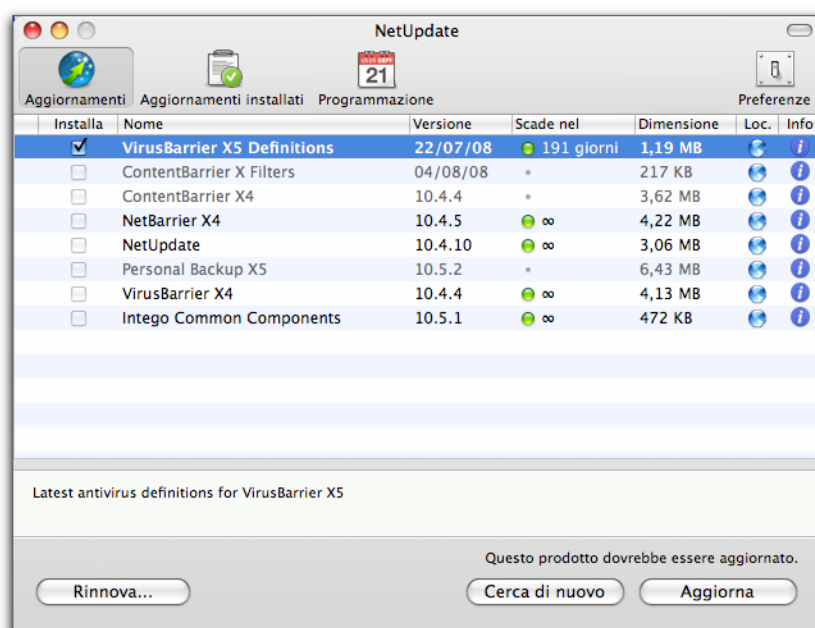 NetUpdate
21
Aggiornamenti Aggiornamenti installati Programmazione Preferenze
Installa Nome Versione Scade nel Dimensione Loc. Info
VirusBarrier X5 Definitions 22/07/08 191 giorni 1,19 MB
ContentBarrier X Filters 04/08/08 217 KB
ContentBarrier X4 10.4.4 3,62 MB
NetBarrier X4 10.4.5 ∞ 4,22 MB
NetUpdate 10.4.10 ∞ 3,06 MB
Personal Backup X5 10.5.2 6,43 MB
VirusBarrier X4 10.4.4 ∞ 4,13 MB
Intego Common Components 10.5.1 ∞ 472 KB
Latest antivirus definitions for VirusBarrier X5
Questo prodotto dovrebbe essere aggiornato.
Rinnova... Cerca di nuovo Aggiorna